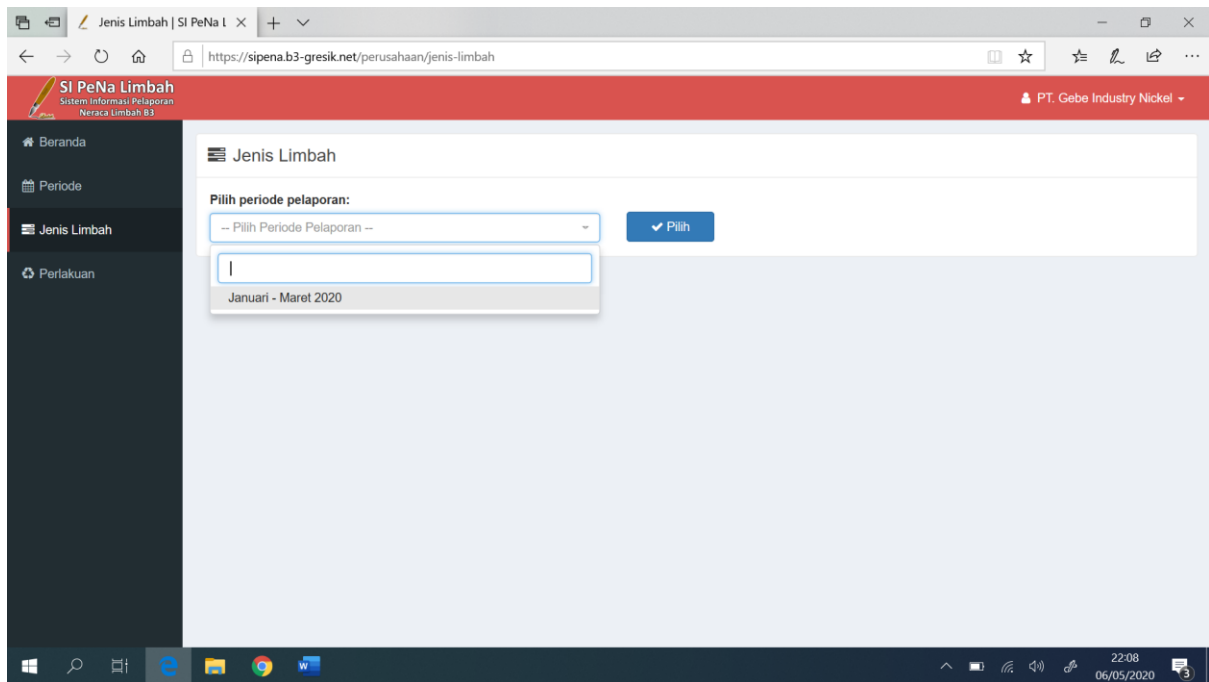 Jenis Limbah | SI PeNa L
https://sipena.b3-gresik.net/perusahaan/jenis-limbah
SI PeNa Limbah
Sistem Informasi Pelaporan
Neraca Limbah B3
PT. Gebe Industry Nickel
Beranda
Periode
Jenis Limbah
Perlakuan
Jenis Limbah
Pilih periode pelaporan:
-- Pilih Periode Pelaporan --
Pilih
Januari - Maret 2020
22:08
06/05/2020
3